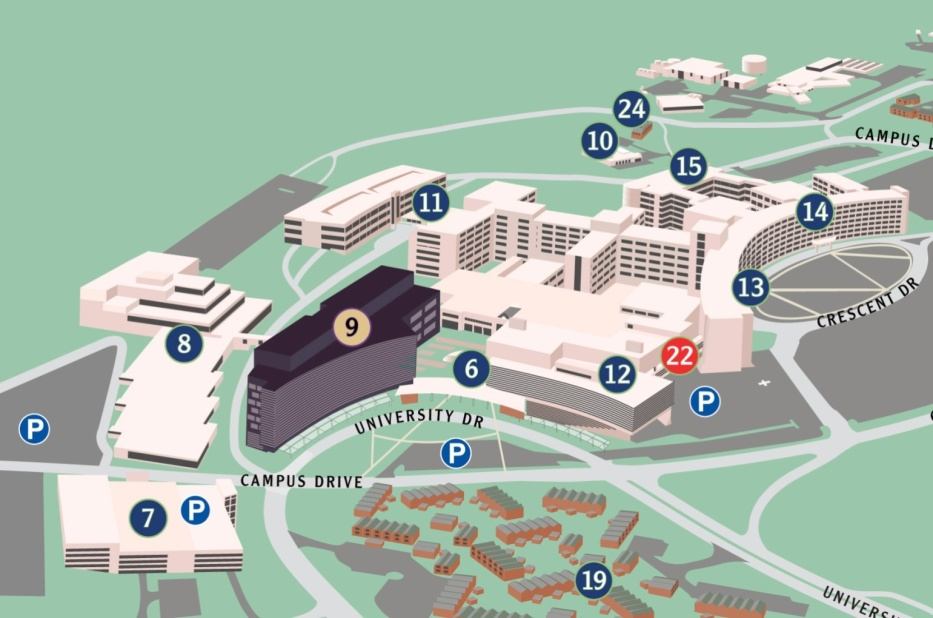 24
CAMPUS D
10
15
11
14
13
CRESCENT DR
9
8
22
6
12
P
UNIVERSITY DR
P
P
CAMPUS DRIVE
7
P
19
UNIVERSI